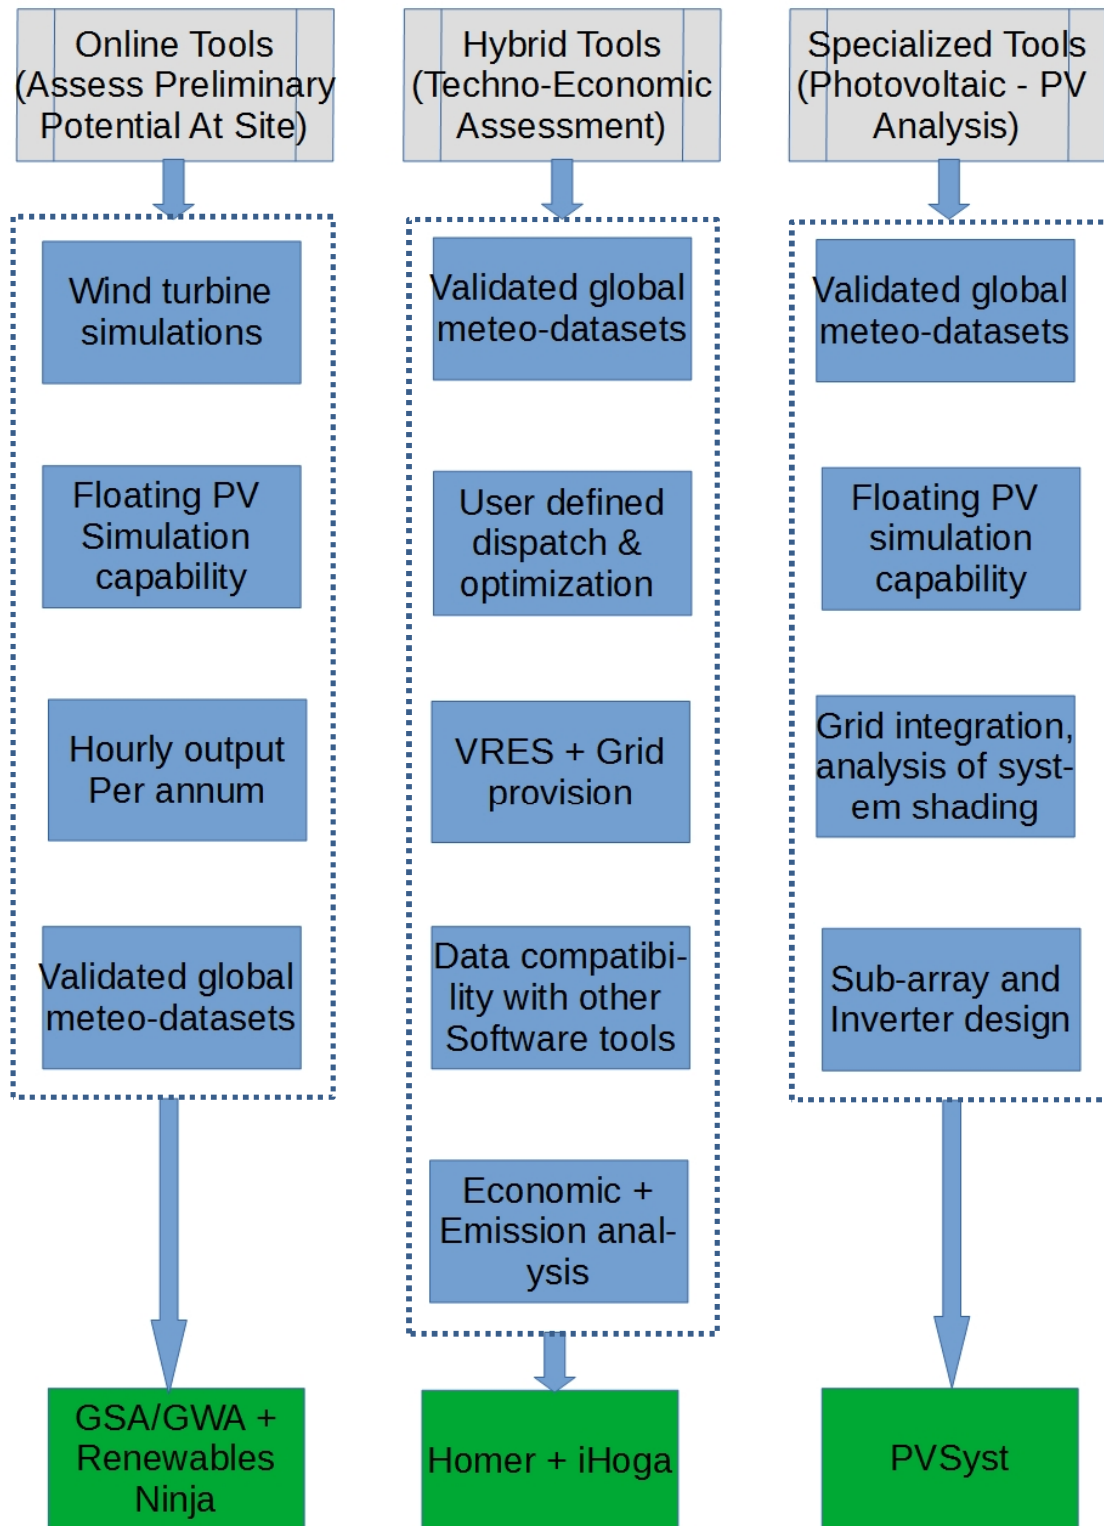 Online Tools
(Assess Preliminary
Potential At Site)
Wind turbine
simulations
Floating PV
Simulation
capability
Hourly output
Per annum
Validated global
meteo-datasets
GSA/GWA +
Renewables
Ninja
Hybrid Tools
(Techno-Economic
Assessment)
Validated global
meteo-datasets
User defined
dispatch &
optimization
VRES + Grid
provision
Data compatibi-
lity with other
Software tools
Economic +
Emission anal-
ysis
Homer + iHoga
Specialized Tools
(Photovoltaic - PV
Analysis)
Validated global
meteo-datasets
Floating PV
simulation
capability
Grid integration,
analysis of syst-
em shading
Sub-array and
Inverter design
PVSyst